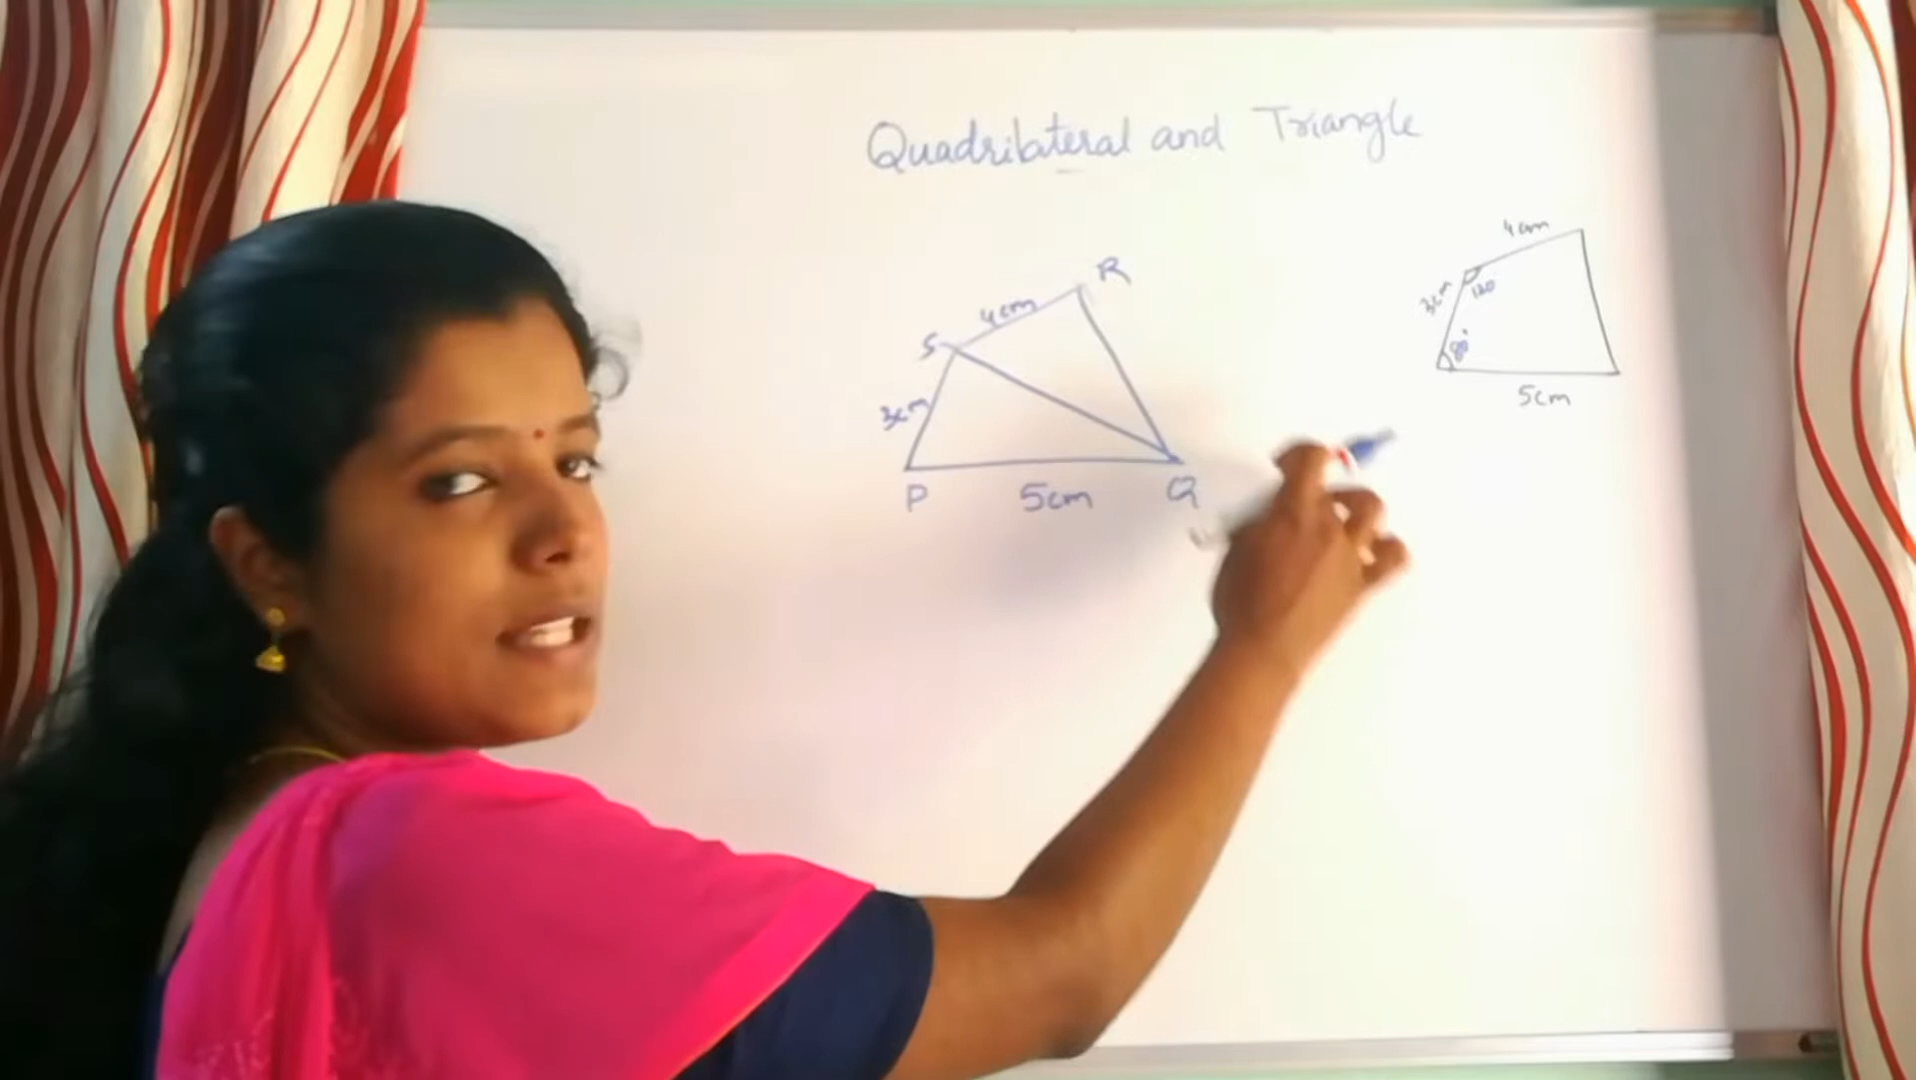 Quadrilateral and Triangle
R
4cm
S
3cm
P
5cm
Q
4cm
3cm
120
80°
5cm